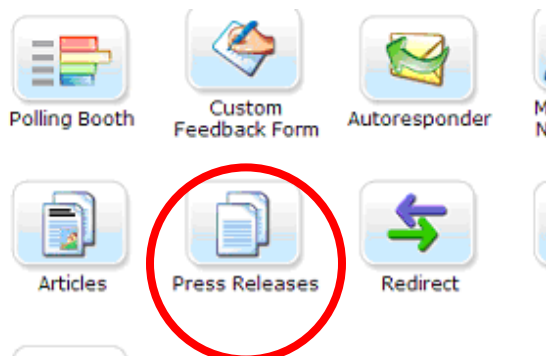 Polling Booth
Custom
Feedback Form
Autoresponder
Articles
Press Releases
Redirect